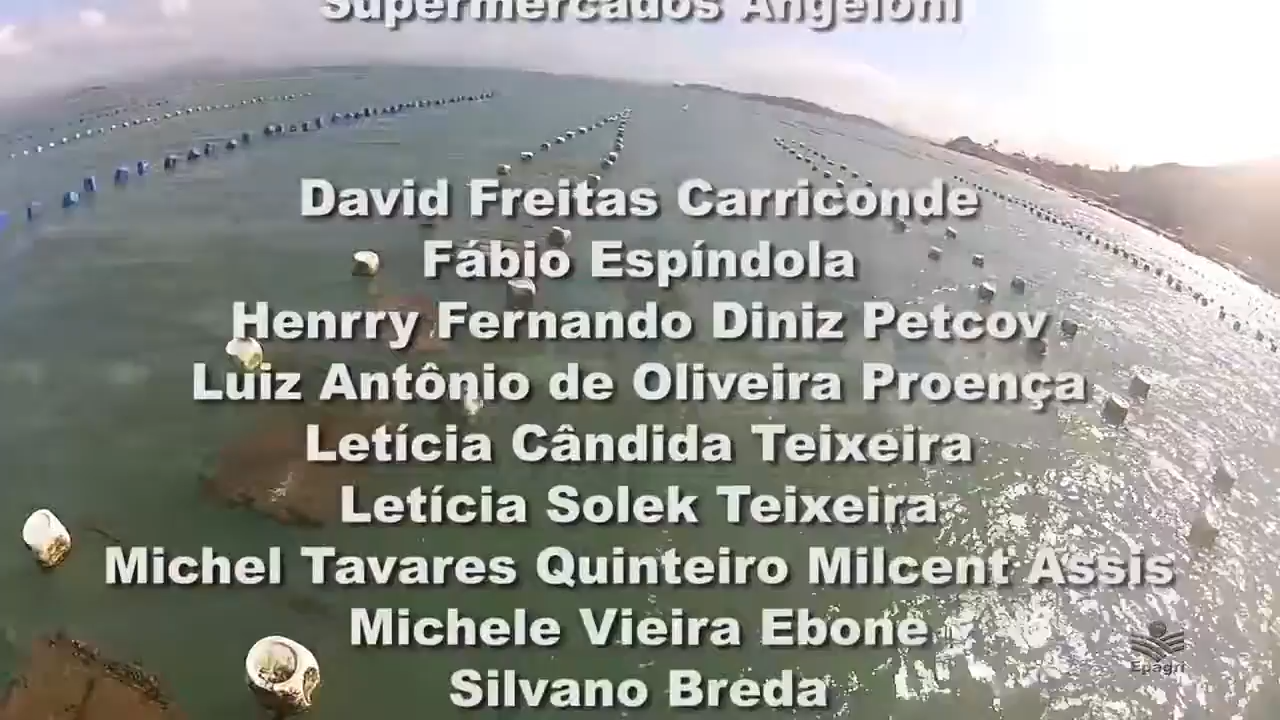 Supermercados Angeloni
David Freitas Carriconde
Fábio Espíndola
Henrry Fernando Diniz Petcov
Luiz Antônio de Oliveira Proença
Letícia Cândida Teixeira
Letícia Solek Teixeira
Michel Tavares Quinteiro Milcent Assis
Michele Vieira Ebone
Silvano Breda
Epagri